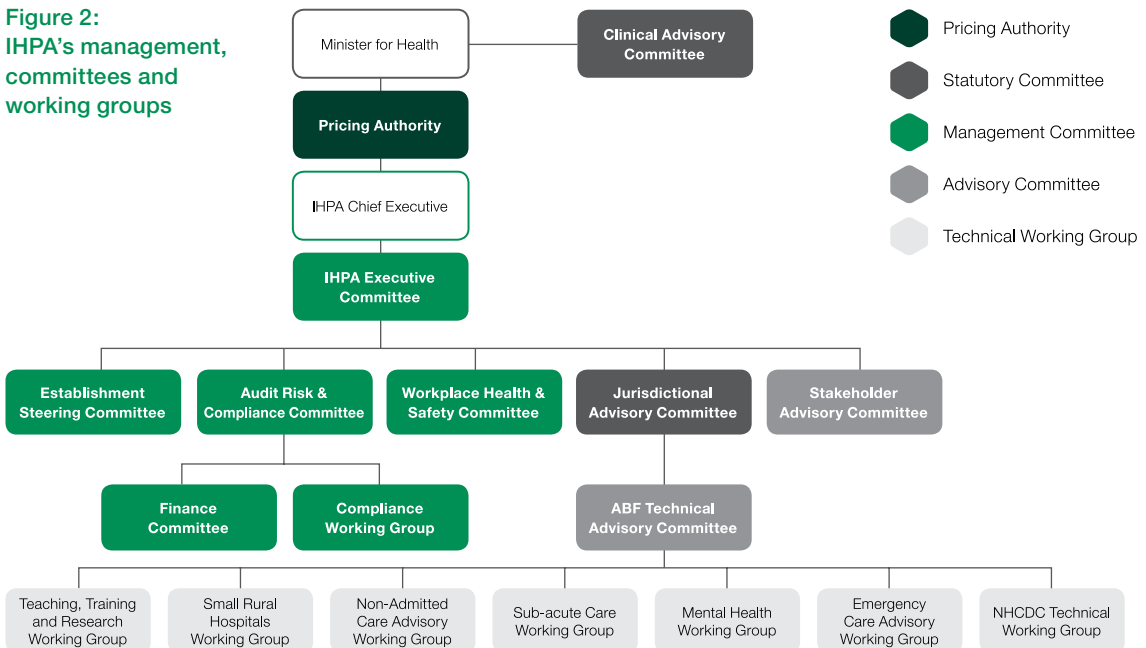 Figure 2:
IHPA's management,
committees and
working groups
Minister for Health
Clinical Advisory
Committee
Pricing Authority
IHPA Chief Executive
IHPA Executive
Committee
Pricing Authority
Statutory Committee
Management Committee
Advisory Committee
Technical Working Group
Establishment
Steering Committee
Audit Risk &
Compliance Committee
Workplace Health &
Safety Committee
Jurisdictional
Advisory Committee
Stakeholder
Advisory Committee
Finance
Committee
Compliance
Working Group
ABF Technical
Advisory Committee
Teaching, Training
and Research
Working Group
Small Rural
Hospitals
Working Group
Non-Admitted
Care Advisory
Working Group
Sub-acute Care
Working Group
Mental Health
Working Group
Emergency
Care Advisory
Working Group
NHCDC Technical
Working Group